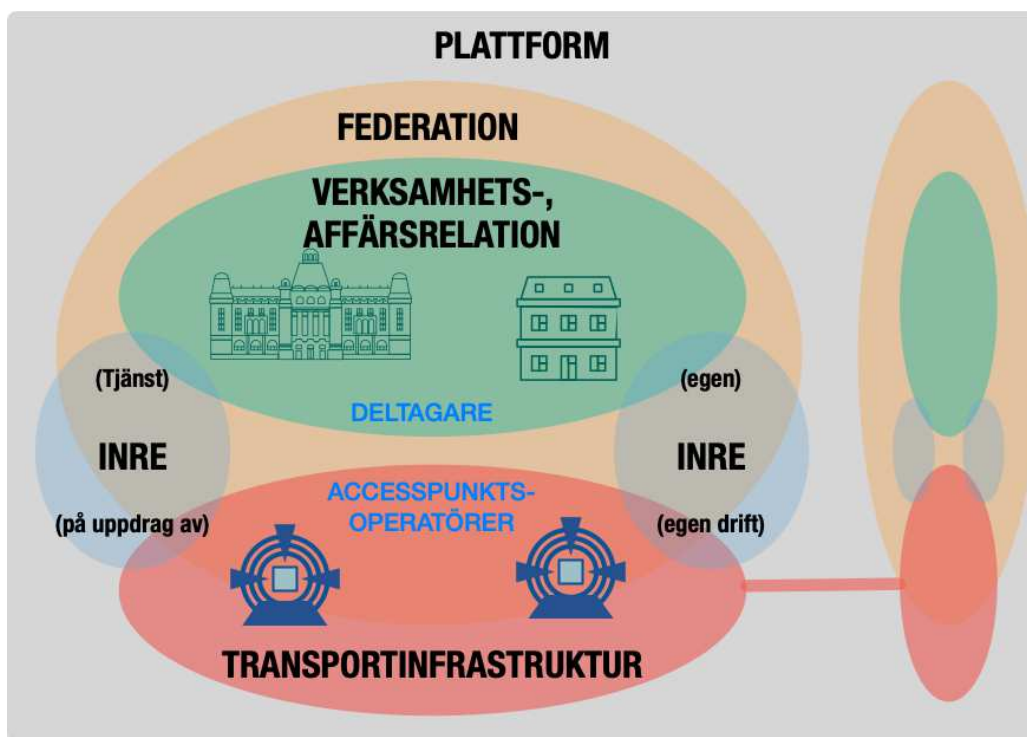 PLATTFORM
FEDERATION
VERKSAMHETS-,
AFFÄRSRELATION
(Tjänst)
(egen)
DELTAGARE
INRE
INRE
ACCESSPUNKTS-
OPERATÖRER
(på uppdrag av)
(egen drift)
TRANSPORTINFRASTRUKTUR